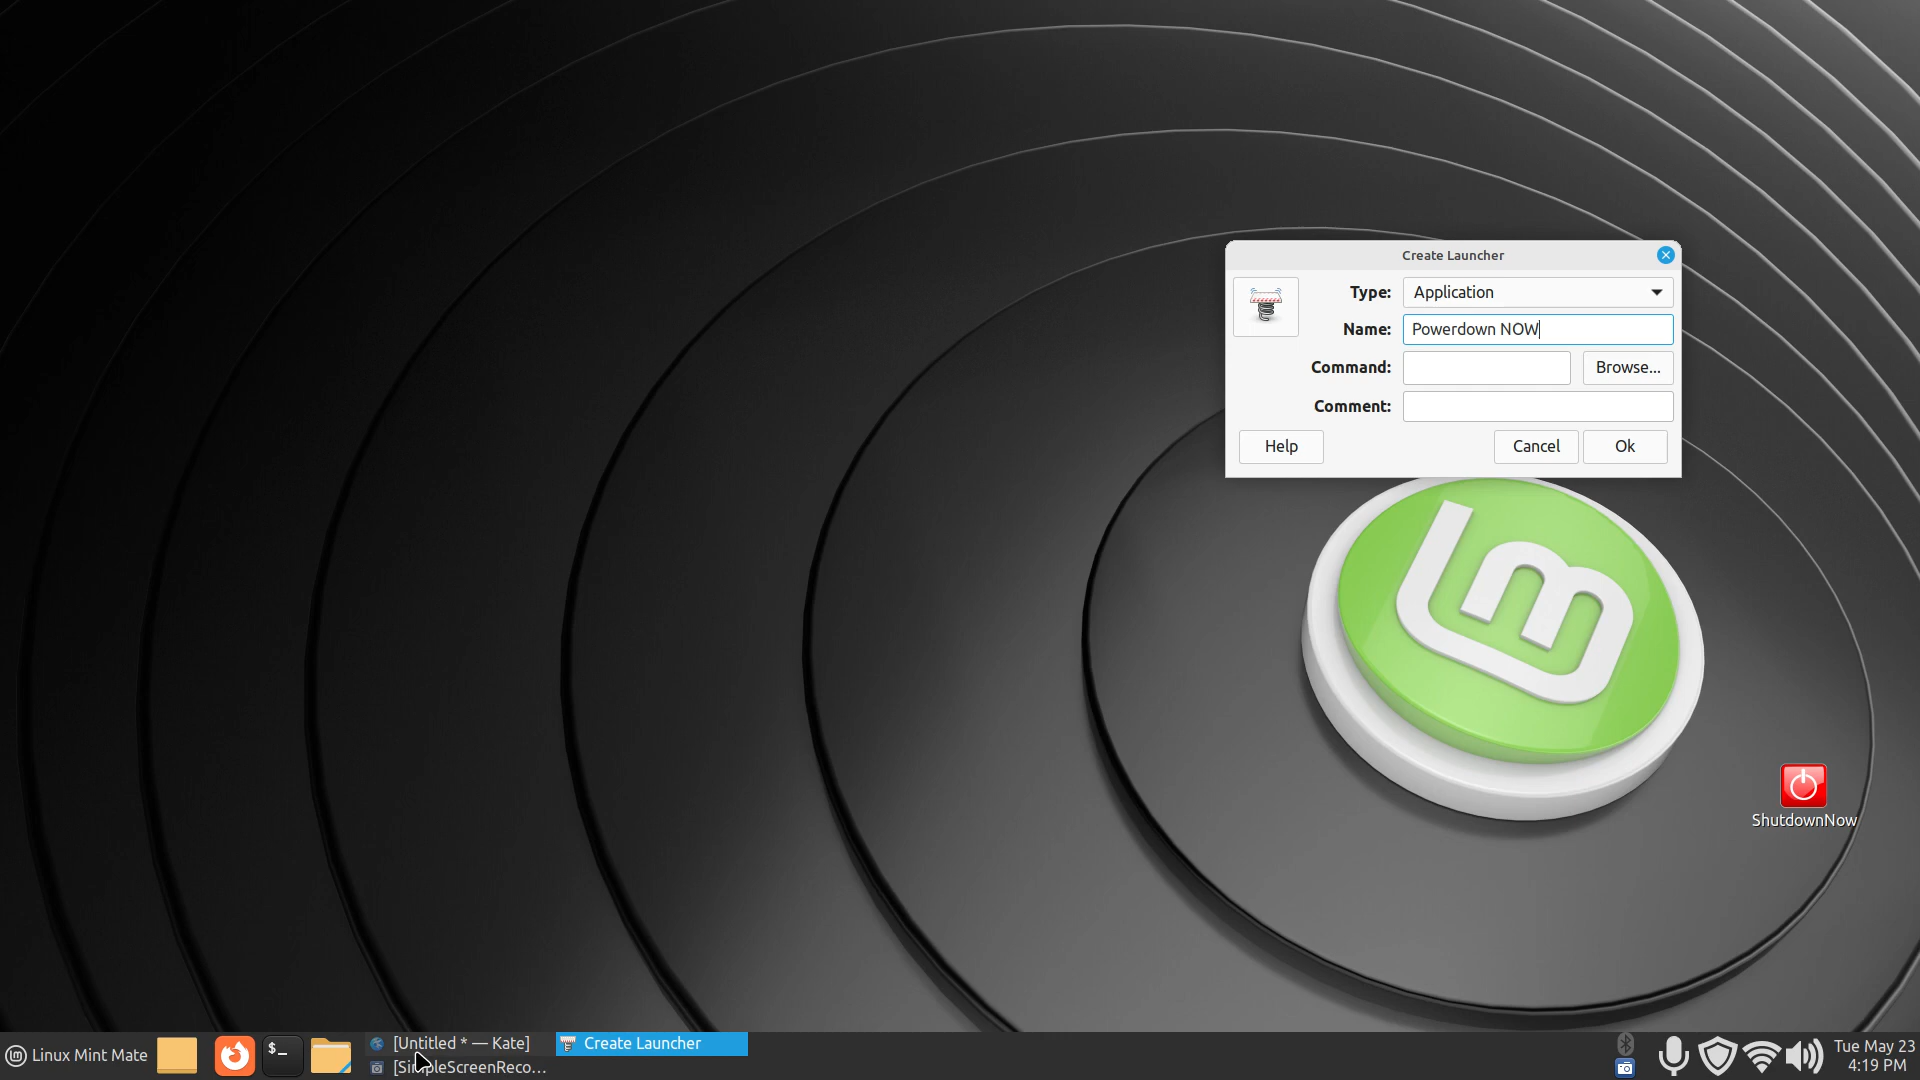 Create Launcher
Type: Application
Name: Powerdown NOW
Command: Browse...
Comment:
Help Cancel Ok
ShutdownNow
Linux Mint Mate
$_
[Untitled * — Kate]
Create Launcher
[SimpleScreenReco...
Tue May 23
4:19 PM